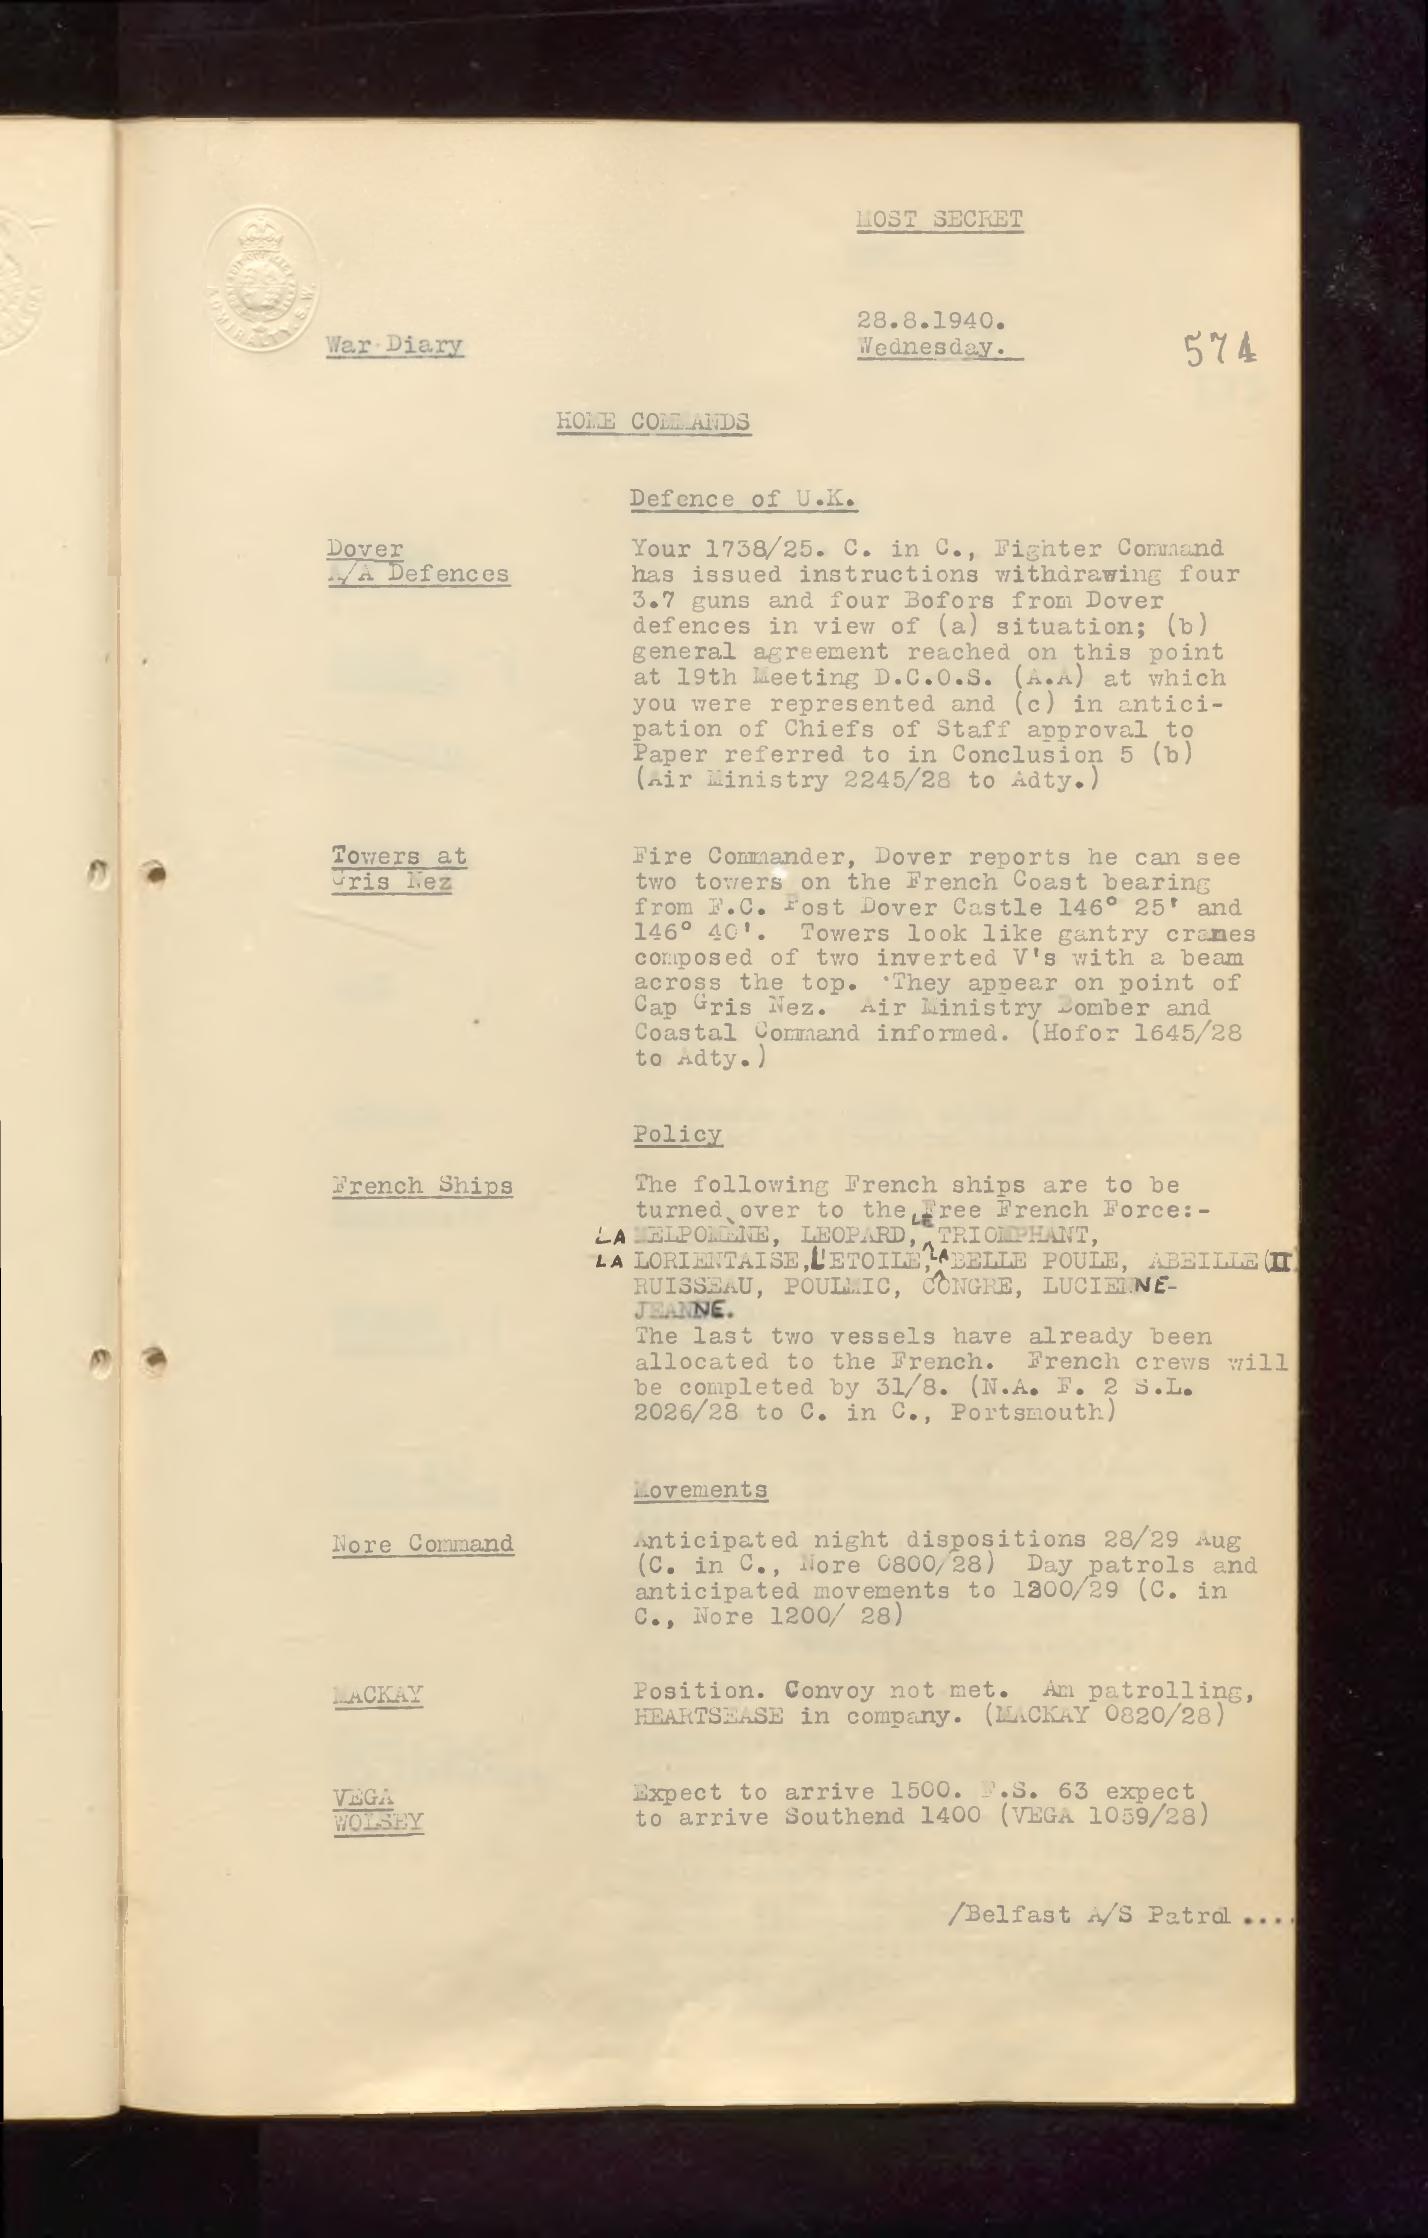 MOST SECRET
ADMIRALTY. S.W.
28.8.1940.
War Diary
Wednesday.
574
HOME COMMANDS
Defence of U.K.
Dover
A/A Defences
Your 1738/25. C. in C., Fighter Command
has issued instructions withdrawing four
3.7 guns and four Bofors from Dover
defences in view of (a) situation; (b)
general agreement reached on this point
at 19th Meeting D.C.O.S. (A.A) at which
you were represented and (c) in antici-
pation of Chiefs of Staff approval to
Paper referred to in Conclusion 5 (b)
(Air Ministry 2245/28 to Adty.)
Towers at
Gris Nez
Fire Commander, Dover reports he can see
two towers on the French Coast bearing
from F.C. Post Dover Castle 146° 25' and
146° 40'. Towers look like gantry cranes
composed of two inverted V's with a beam
across the top. They appear on point of
Cap Gris Nez. Air Ministry Bomber and
Coastal Command informed. (Hofor 1645/28
to Adty.)
Policy
French Ships
The following French ships are to be
turned over to the Free French Force:-
LA MELPOMENE, LEOPARD, LE TRIOMPHANT,
LA LORIENTAISE, L'ETOILE, LA BELLE POULE, ABEILLE (II
RUISSEAU, POULMIC, CONGRE, LUCIENNE-
JEANNE.
The last two vessels have already been
allocated to the French. French crews will
be completed by 31/8. (N.A. F. 2 S.L.
2026/28 to C. in C., Portsmouth)
Movements
Nore Command
Anticipated night dispositions 28/29 Aug
(C. in C., Nore 0800/28) Day patrols and
anticipated movements to 1200/29 (C. in
C., Nore 1200/ 28)
MACKAY
Position. Convoy not met. Am patrolling,
HEARTSEASE in company. (MACKAY 0820/28)
VEGA
WOLSEY
Expect to arrive 1500. F.S. 63 expect
to arrive Southend 1400 (VEGA 1059/28)
/Belfast A/S Patrol ....